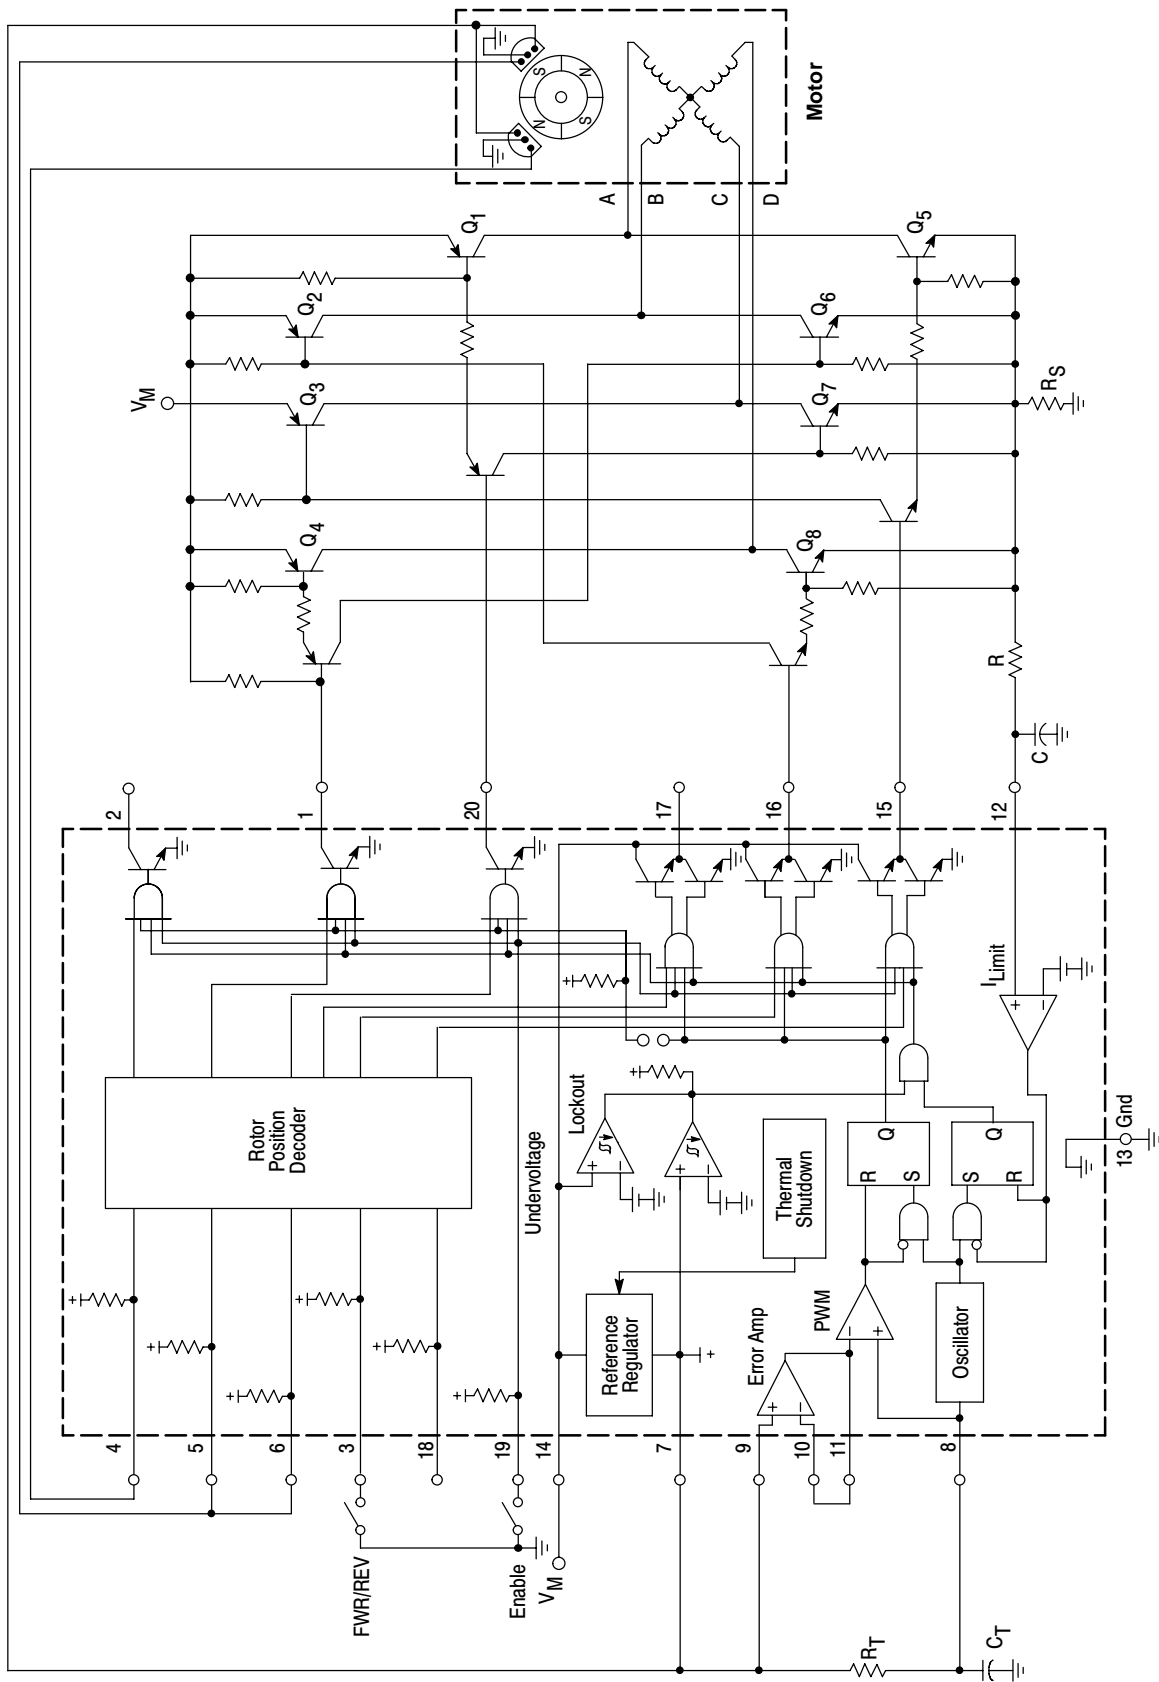 Motor
S
N
N
S
A
B
C
D
Q1
Q5
Q2
Q6
VM
Q3
Q7
RS
Q4
Q8
R
C
2
1
20
17
16
15
12
ILimit
+
−
+
+
Rotor
Position
Decoder
Undervoltage
Lockout
+
−
+
−
Thermal
Shutdown
Q
R
S
Q
S
R
13 Gnd
+
+
+
+
+
+
Reference
Regulator
+
Error Amp
+
−
PWM
−
+
Oscillator
4
5
6
3
18
19
14
7
9
10
11
8
FWR/REV
Enable
VM
RT
CT